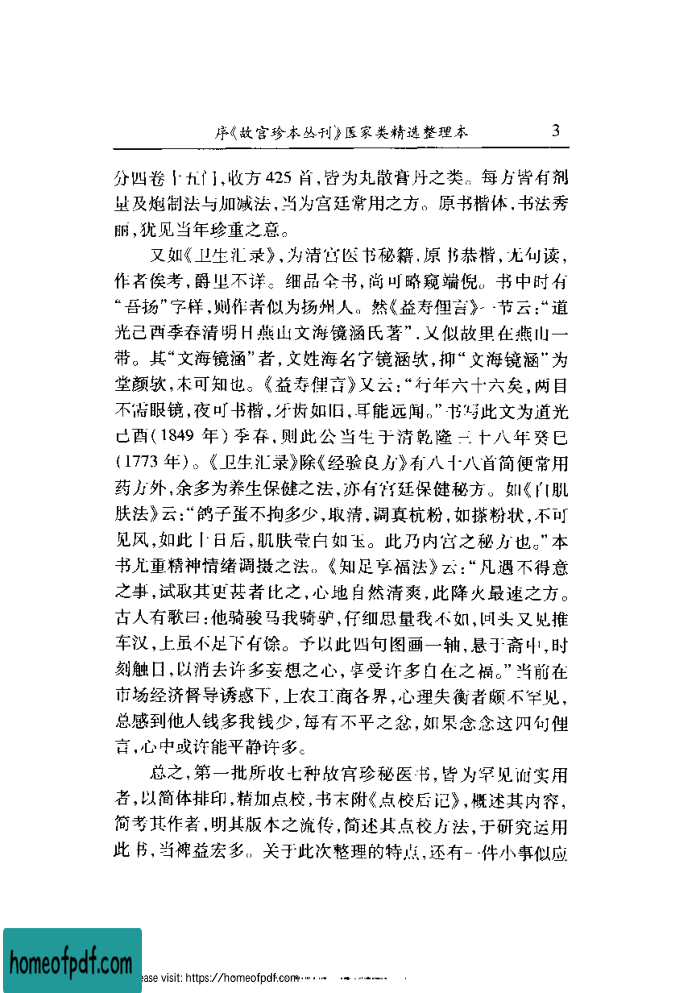 序《故宫珍本丛刊》医家类精选整理本 3
分四卷十五门,收方 425 首,皆为丸散膏丹之类。每方皆有剂
量及炮制法与加减法,当为宫廷常用之方。原书楷体,书法秀
丽,犹见当年珍重之意。
又如《卫生汇录》,为清宫医书秘籍,原书恭楷,尤句读,
作者俟考,爵里不详。细品全书,尚可略窥端倪。书中时有
“吾扬”字样,则作者似为扬州人。然《益寿俚言》一节云:“道
光己酉季春清明日燕山文海镜涵氏著”,又似故里在燕山一
带。其“文海镜涵”者,文姓海名字镜涵欤,抑“文海镜涵”为
堂颜欤,未可知也。《益寿俚言》又云:“行年六十六矣,两目
不需眼镜,夜可书楷,牙齿如旧,耳能远闻。”书写此文为道光
己酉(1849 年)季春,则此公当生于清乾隆三十八年癸巳
(1773 年)。《卫生汇录》除《经验良方》有八十八首简便常用
药方外,余多为养生保健之法,亦有宫廷保健秘方。如《白肌
肤法》云:“鸽子蛋不拘多少,取清,调真杭粉,如搽粉状,不可
见风,如此十日后,肌肤莹白如玉。此乃内宫之秘方也。”本
书尤重精神情绪调摄之法。《知足享福法》云:“凡遇不得意
之事,试取其更甚者比之,心地自然清爽,此降火最速之方。
古人有歌曰:他骑骏马我骑驴,仔细思量我不如,回头又见推
车汉,上虽不足下有馀。予以此四句图画一轴,悬于斋中,时
刻触目,以消去许多妄想之心,享受许多自在之福。”当前在
市场经济督导诱惑下,士农工商各界,心理失衡者颇不罕见,
总感到他人钱多我钱少,每有不平之忿,如果念念这四句俚
言,心中或许能平静许多。
总之,第一批所收七种故宫珍秘医书,皆为罕见而实用
者,以简体排印,精加点校,书末附《点校后记》,概述其内容,
简考其作者,明其版本之流传,简述其点校方法,于研究运用
此书,当裨益宏多。关于此次整理的特点,还有一件小事似应
homeofpdf.com
ease visit: https://homeofpdf.com